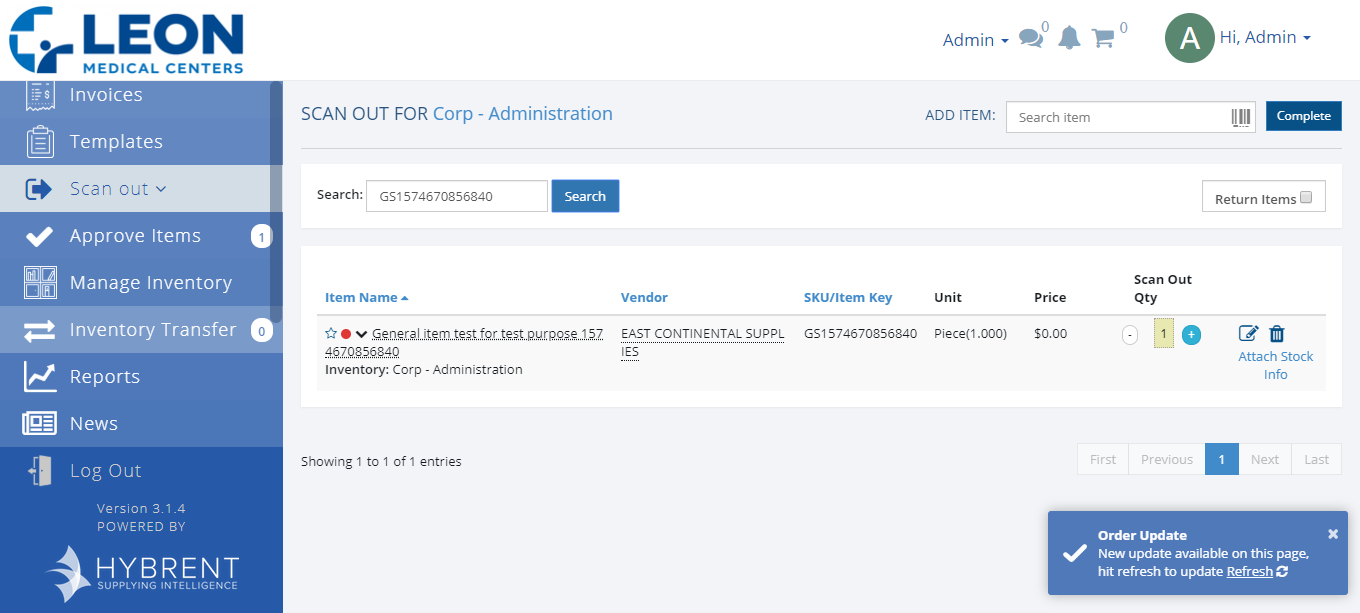 LEON
MEDICAL CENTERS
Admin
0
0
A
Hi, Admin
Invoices
Templates
Scan out
Approve Items
1
Manage Inventory
Inventory Transfer
0
Reports
News
Log Out
Version 3.1.4
POWERED BY
HYBRENT
SUPPLYING INTELLIGENCE
SCAN OUT FOR Corp - Administration
ADD ITEM:
Search item
Complete
Search:
GS1574670856840
Search
Return Items
Item Name
Vendor
SKU/Item Key
Unit
Price
Scan Out
Qty
General item test for test purpose 157
4670856840
Inventory: Corp - Administration
EAST CONTINENTAL SUPPL
IES
GS1574670856840
Piece(1.000)
$0.00
-
1
+
Attach Stock
Info
Showing 1 to 1 of 1 entries
First
Previous
1
Next
Last
Order Update
New update available on this page,
hit refresh to update Refresh